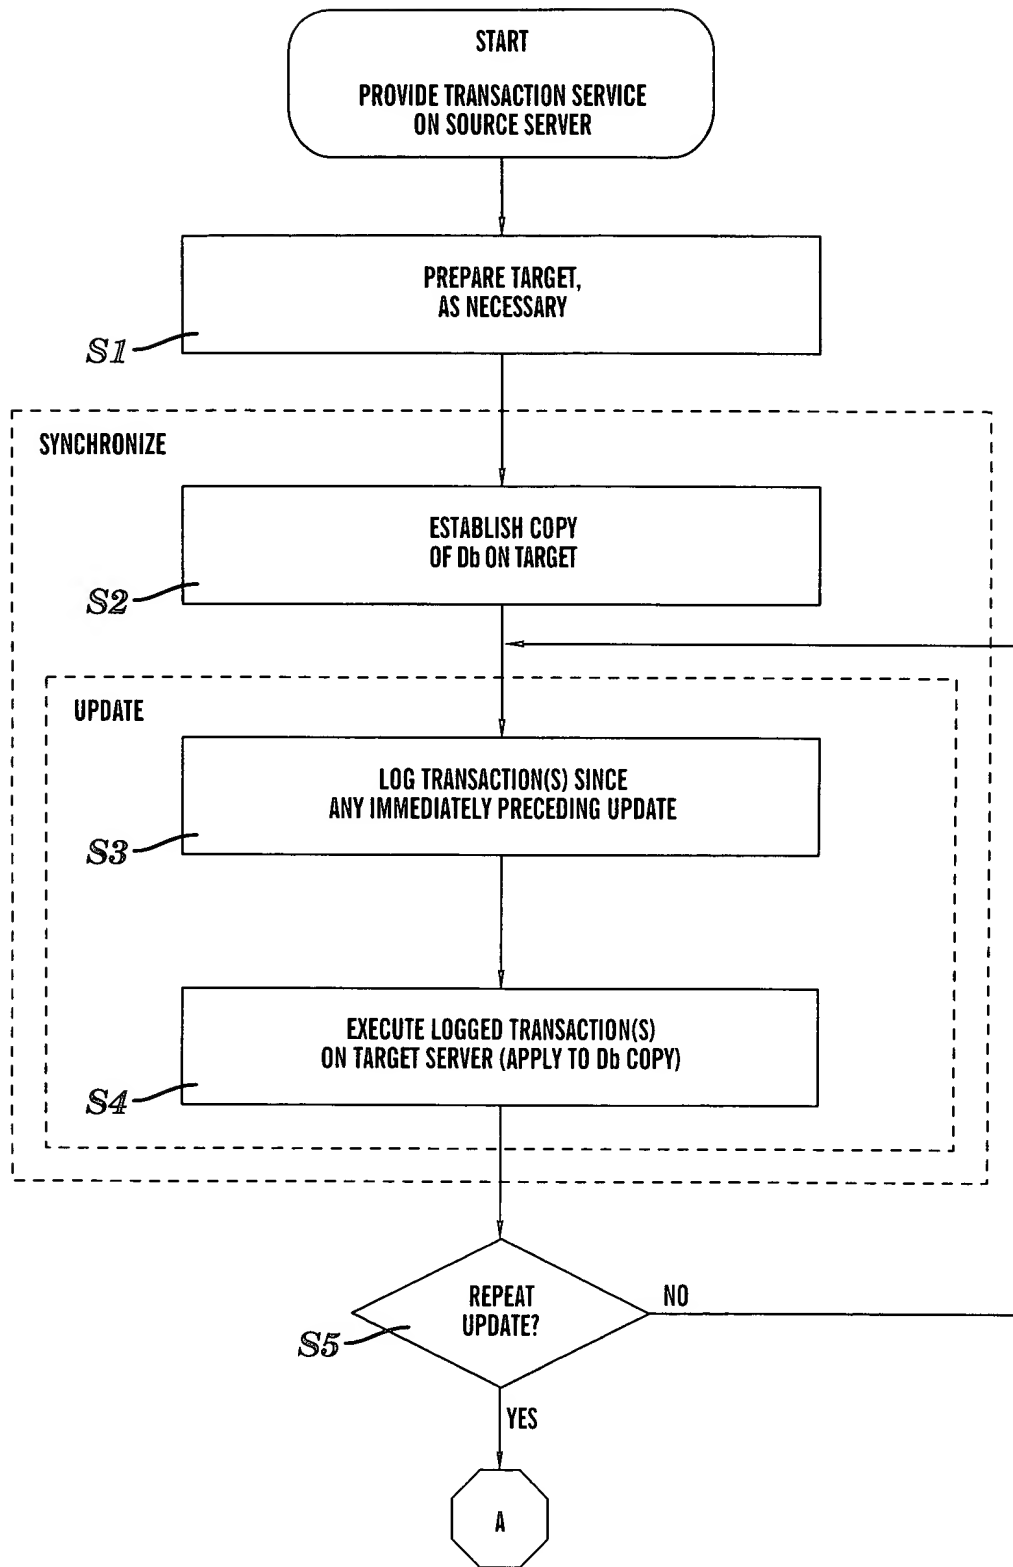 START
PROVIDE TRANSACTION SERVICE
ON SOURCE SERVER
PREPARE TARGET,
AS NECESSARY
S1
SYNCHRONIZE
ESTABLISH COPY
OF Db ON TARGET
S2
UPDATE
LOG TRANSACTION(S) SINCE
ANY IMMEDIATELY PRECEDING UPDATE
S3
EXECUTE LOGGED TRANSACTION(S)
ON TARGET SERVER (APPLY TO Db COPY)
S4
REPEAT
UPDATE?
NO
S5
YES
A